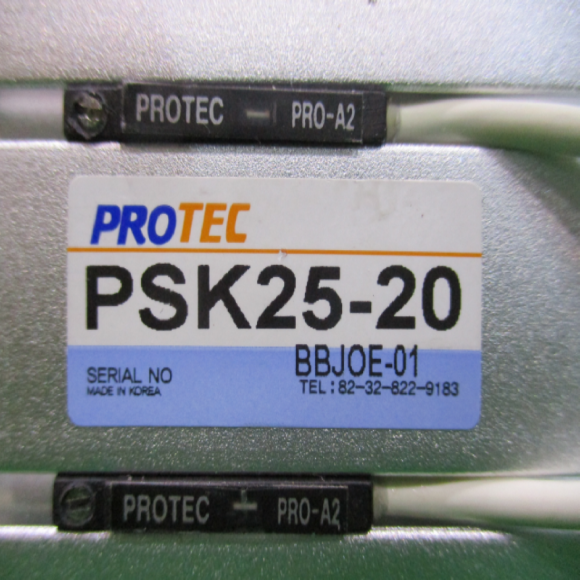 PROTEC PRO-A2
PROTEC
PSK25-20
BBJOE-01
SERIAL NO
MADE IN KOREA
TEL:82-32-822-9183
PROTEC PRO-A2